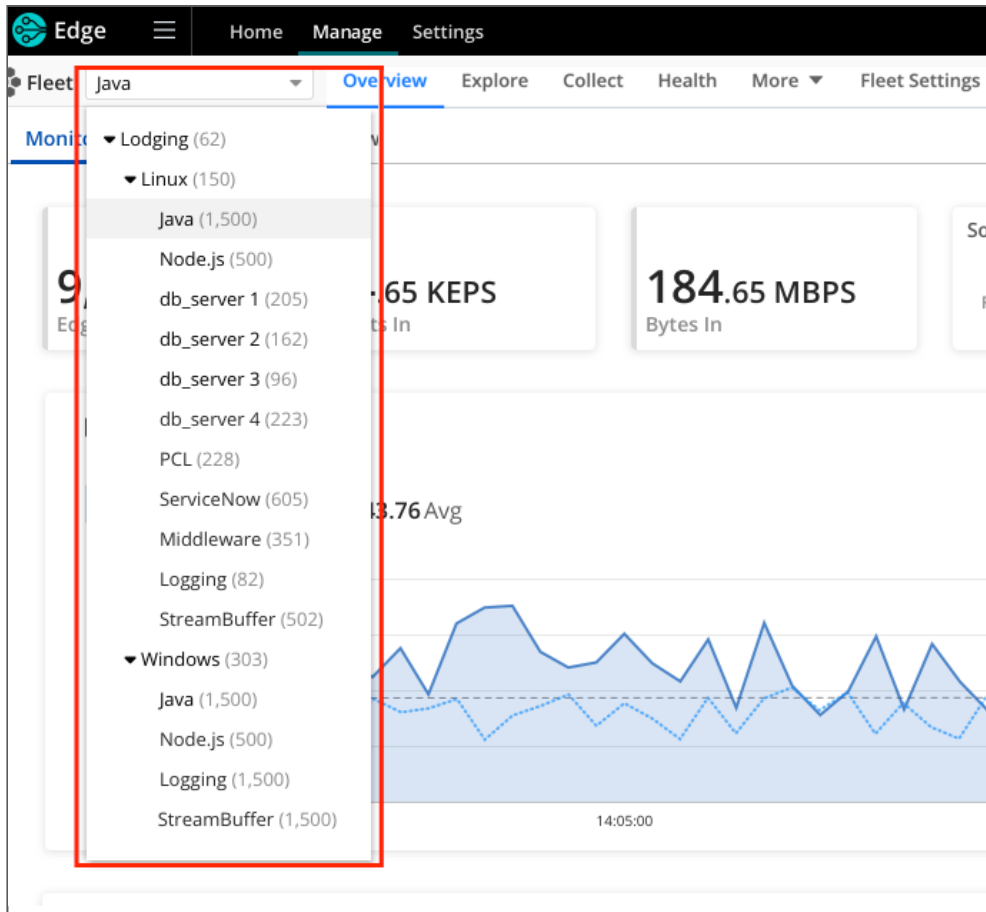 Edge Home Manage Settings
Fleet Java Overview Explore Collect Health More Fleet Settings
Lodging (62)
Linux (150)
Java (1,500)
Node.js (500)
db_server 1 (205)
db_server 2 (162)
db_server 3 (96)
db_server 4 (223)
PCL (228)
ServiceNow (605)
Middleware (351)
Logging (82)
StreamBuffer (502)
Windows (303)
Java (1,500)
Node.js (500)
Logging (1,500)
StreamBuffer (1,500)
.65 KEPS
In
184.65 MBPS
Bytes In
3.76 Avg
14:05:00